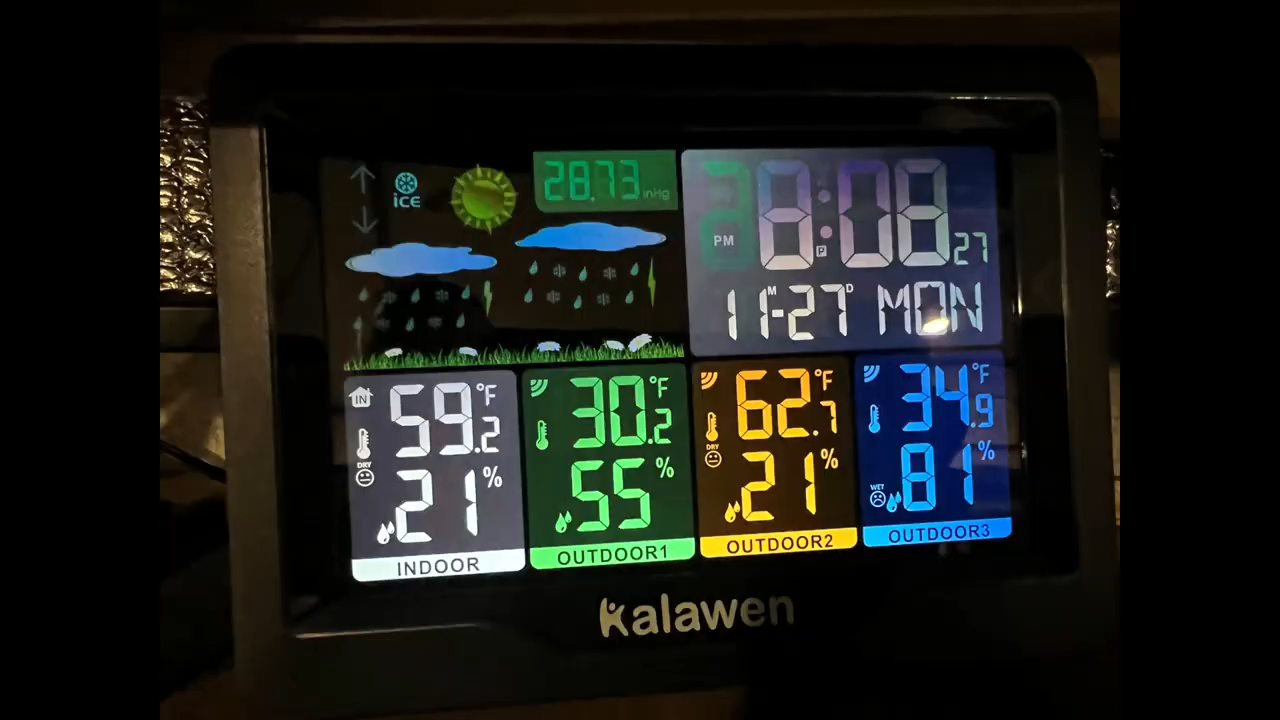 ICE
28.73 inHg
PM 8:08 27
P
11 M -27 D MON
IN 59.2 °F
DRY
21 %
INDOOR
30.2 °F
55 %
OUTDOOR1
62.7 °F
DRY
21 %
OUTDOOR2
34.9 °F
WET
81 %
OUTDOOR3
Kalawen